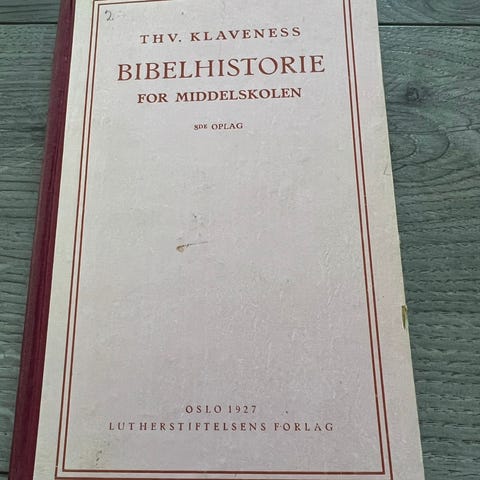 2.
THV. KLAVENESS
BIBELHISTORIE
FOR MIDDELSKOLEN
8DE OPLAG
OSLO 1927
LUTHERSTIFTELSENS FORLAG